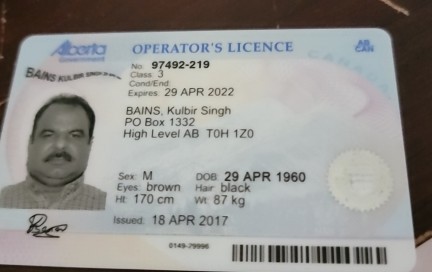 Alberta
Government
OPERATOR'S LICENCE
AB
CAN
BAINS KULBIR SINGH
No: 97492-219
Class: 3
Cond/End:
Expires: 29 APR 2022
BAINS, Kulbir Singh
PO Box 1332
High Level AB T0H 1Z0
Sex: M DOB: 29 APR 1960
Eyes: brown Hair: black
Ht: 170 cm Wt: 87 kg
Issued: 18 APR 2017
0149-79996